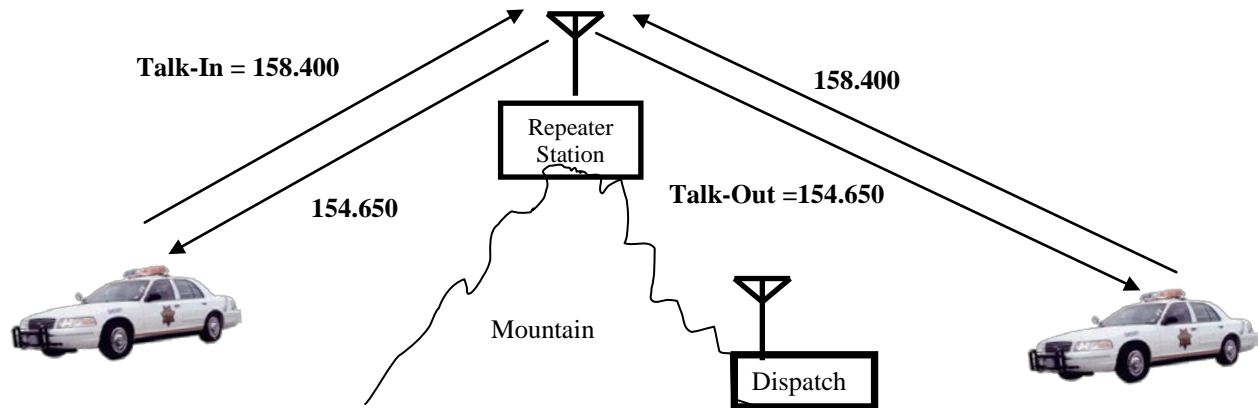 Talk-In = 158.400
158.400
Repeater
Station
154.650
Talk-Out =154.650
Mountain
Dispatch